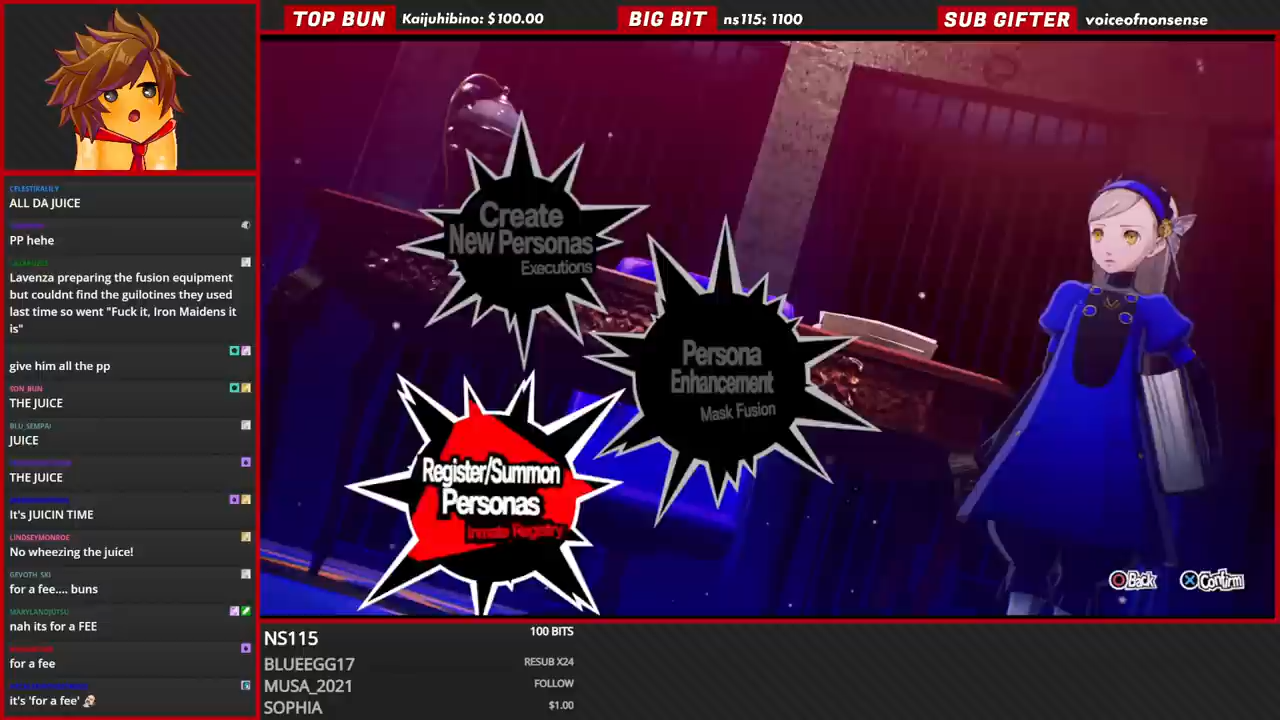 TOP BUN
Kaijuhibino: $100.00
BIG BIT
ns115: 1100
SUB GIFTER
voiceofnonsense
CELESTIKALILY
ALL DA JUICE
PP hehe
Lavenza preparing the fusion equipment
but couldnt find the guilotines they used
last time so went "Fuck it, Iron Maidens it
is"
give him all the pp
THE JUICE
BLU_SEMPAI
JUICE
THE JUICE
It's JUICIN TIME
LINDSEYMONROE
No wheezing the juice!
GEVOTH_SKI
for a fee.... buns
MARYLANDJUTSU
nah its for a FEE
for a fee
it's 'for a fee'
Create
New Personas
Executions
Persona
Enhancement
Mask Fusion
Register/Summon
Personas
Inmate Registry
Back
Confirm
NS115
100 BITS
BLUEEGG17
RESUB X24
MUSA_2021
FOLLOW
SOPHIA
$1.00